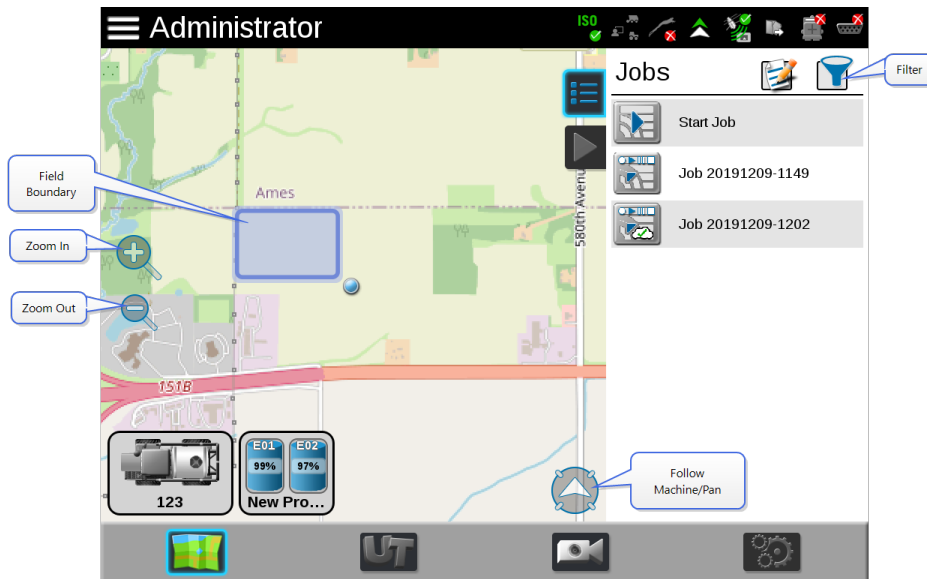 Administrator
ISO
Jobs
Filter
Start Job
Job 20191209-1149
Job 20191209-1202
Field
Boundary
Ames
580th Avenu
Zoom In
Zoom Out
151B
E01
E02
99%
97%
123
New Pro...
Follow
Machine/Pan
UT